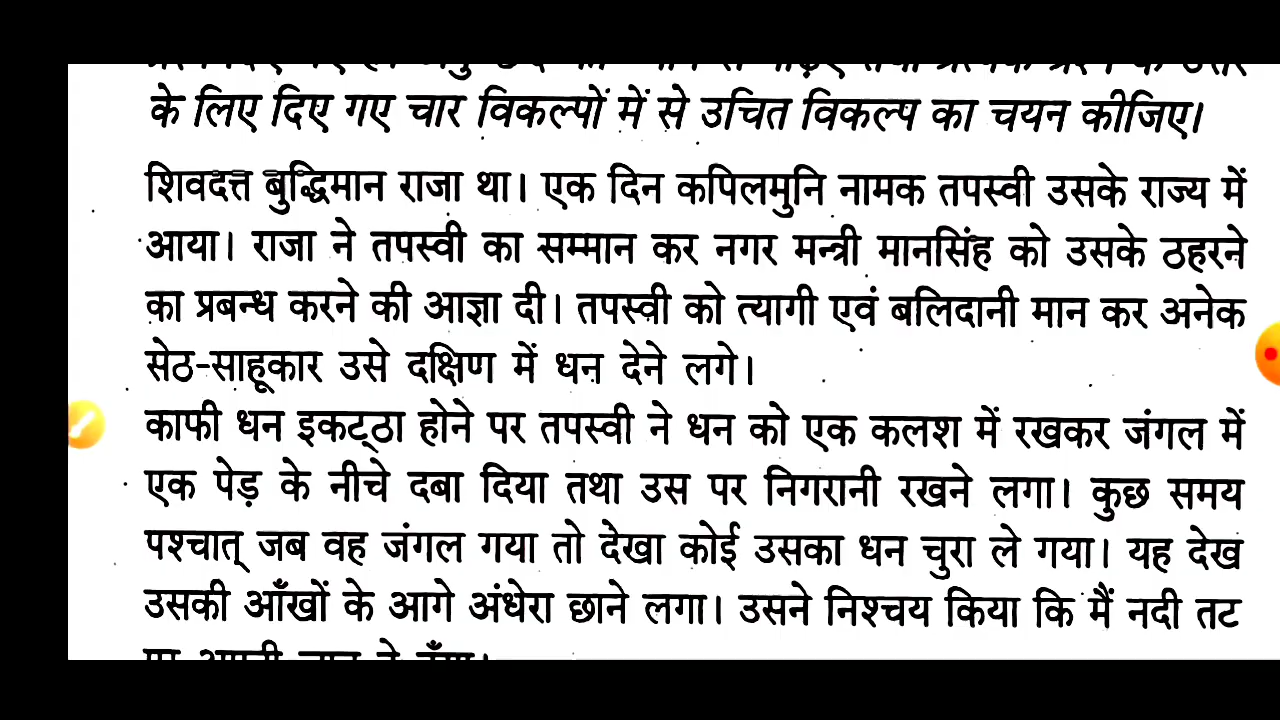 के लिए दिए गए चार विकल्पों में से उचित विकल्प का चयन कीजिए।
शिवदत्त बुद्धिमान राजा था। एक दिन कपिलमुनि नामक तपस्वी उसके राज्य में
आया। राजा ने तपस्वी का सम्मान कर नगर मन्त्री मानसिंह को उसके ठहरने
का प्रबन्ध करने की आज्ञा दी। तपस्वी को त्यागी एवं बलिदानी मान कर अनेक
सेठ-साहूकार उसे दक्षिण में धन देने लगे।
काफी धन इकट्ठा होने पर तपस्वी ने धन को एक कलश में रखकर जंगल में
एक पेड़ के नीचे दबा दिया तथा उस पर निगरानी रखने लगा। कुछ समय
पश्चात् जब वह जंगल गया तो देखा कोई उसका धन चुरा ले गया। यह देख
उसकी आँखों के आगे अंधेरा छाने लगा। उसने निश्चय किया कि मैं नदी तट